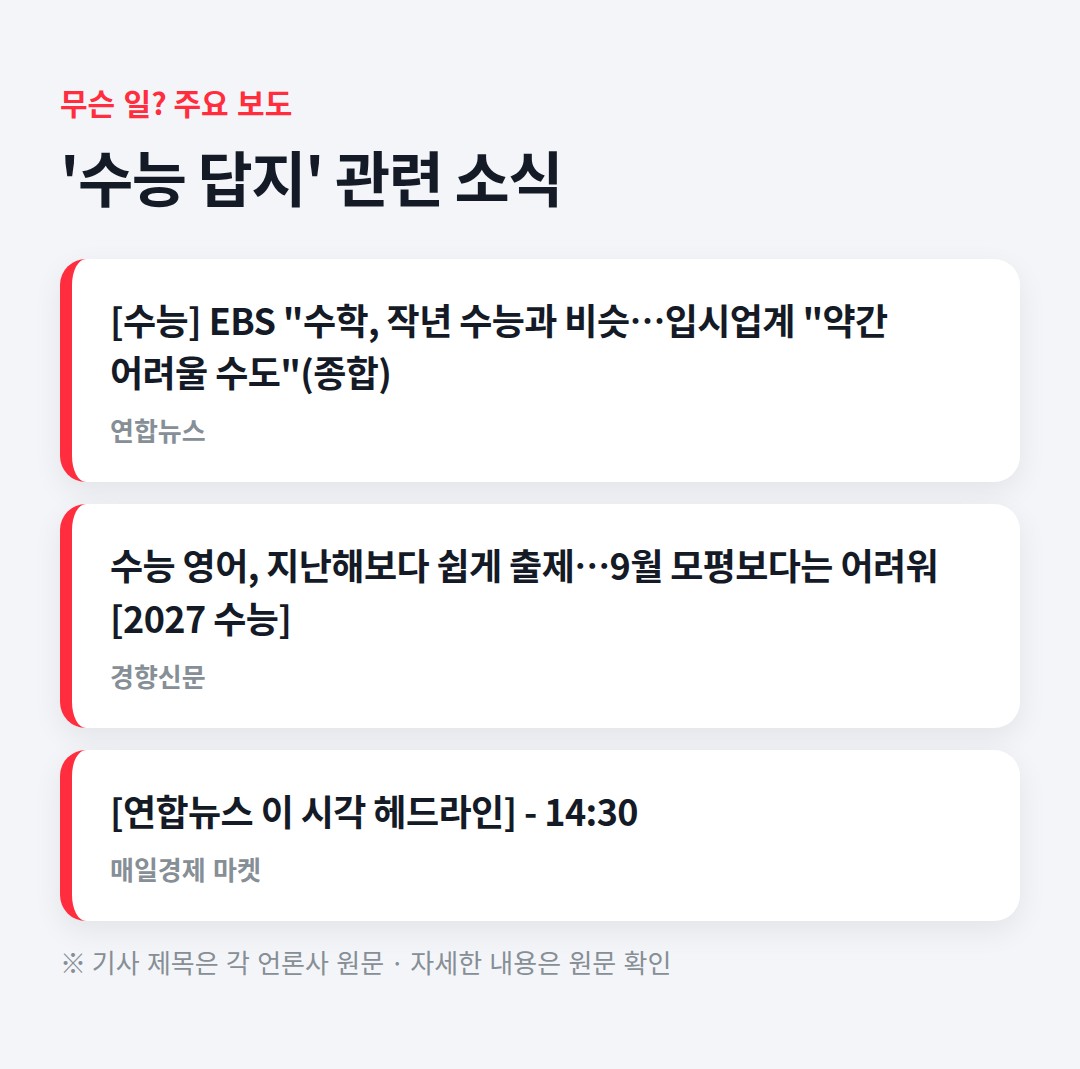 무슨 일? 주요 보도
'수능 답지' 관련 소식
[수능] EBS "수학, 작년 수능과 비슷…입시업계 "약간
어려울 수도"(종합)
연합뉴스
수능 영어, 지난해보다 쉽게 출제…9월 모평보다는 어려워
[2027 수능]
경향신문
[연합뉴스 이 시각 헤드라인] - 14:30
매일경제 마켓
※ 기사 제목은 각 언론사 원문 · 자세한 내용은 원문 확인